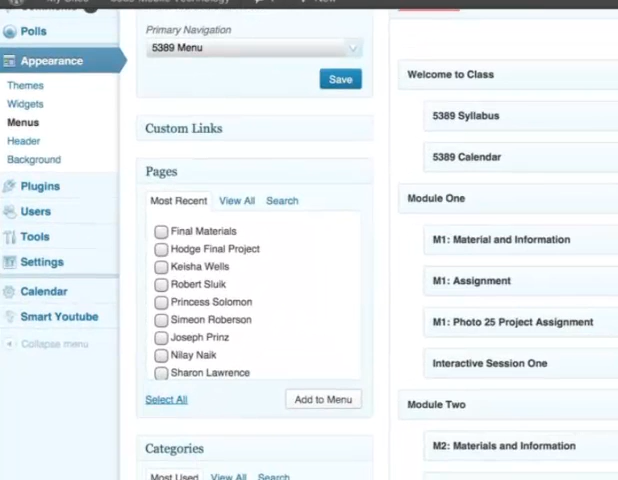 Polls
Appearance
Themes
Widgets
Menus
Header
Background
Plugins
Users
Tools
Settings
Calendar
Smart Youtube
Collapse menu
Primary Navigation
5389 Menu
Save
Custom Links
Pages
Most Recent View All Search
Final Materials
Hodge Final Project
Keisha Wells
Robert Sluik
Princess Solomon
Simeon Roberson
Joseph Prinz
Nilay Naik
Sharon Lawrence
Select All Add to Menu
Categories
Most Used View All Search
Welcome to Class
5389 Syllabus
5389 Calendar
Module One
M1: Material and Information
M1: Assignment
M1: Photo 25 Project Assignment
Interactive Session One
Module Two
M2: Materials and Information